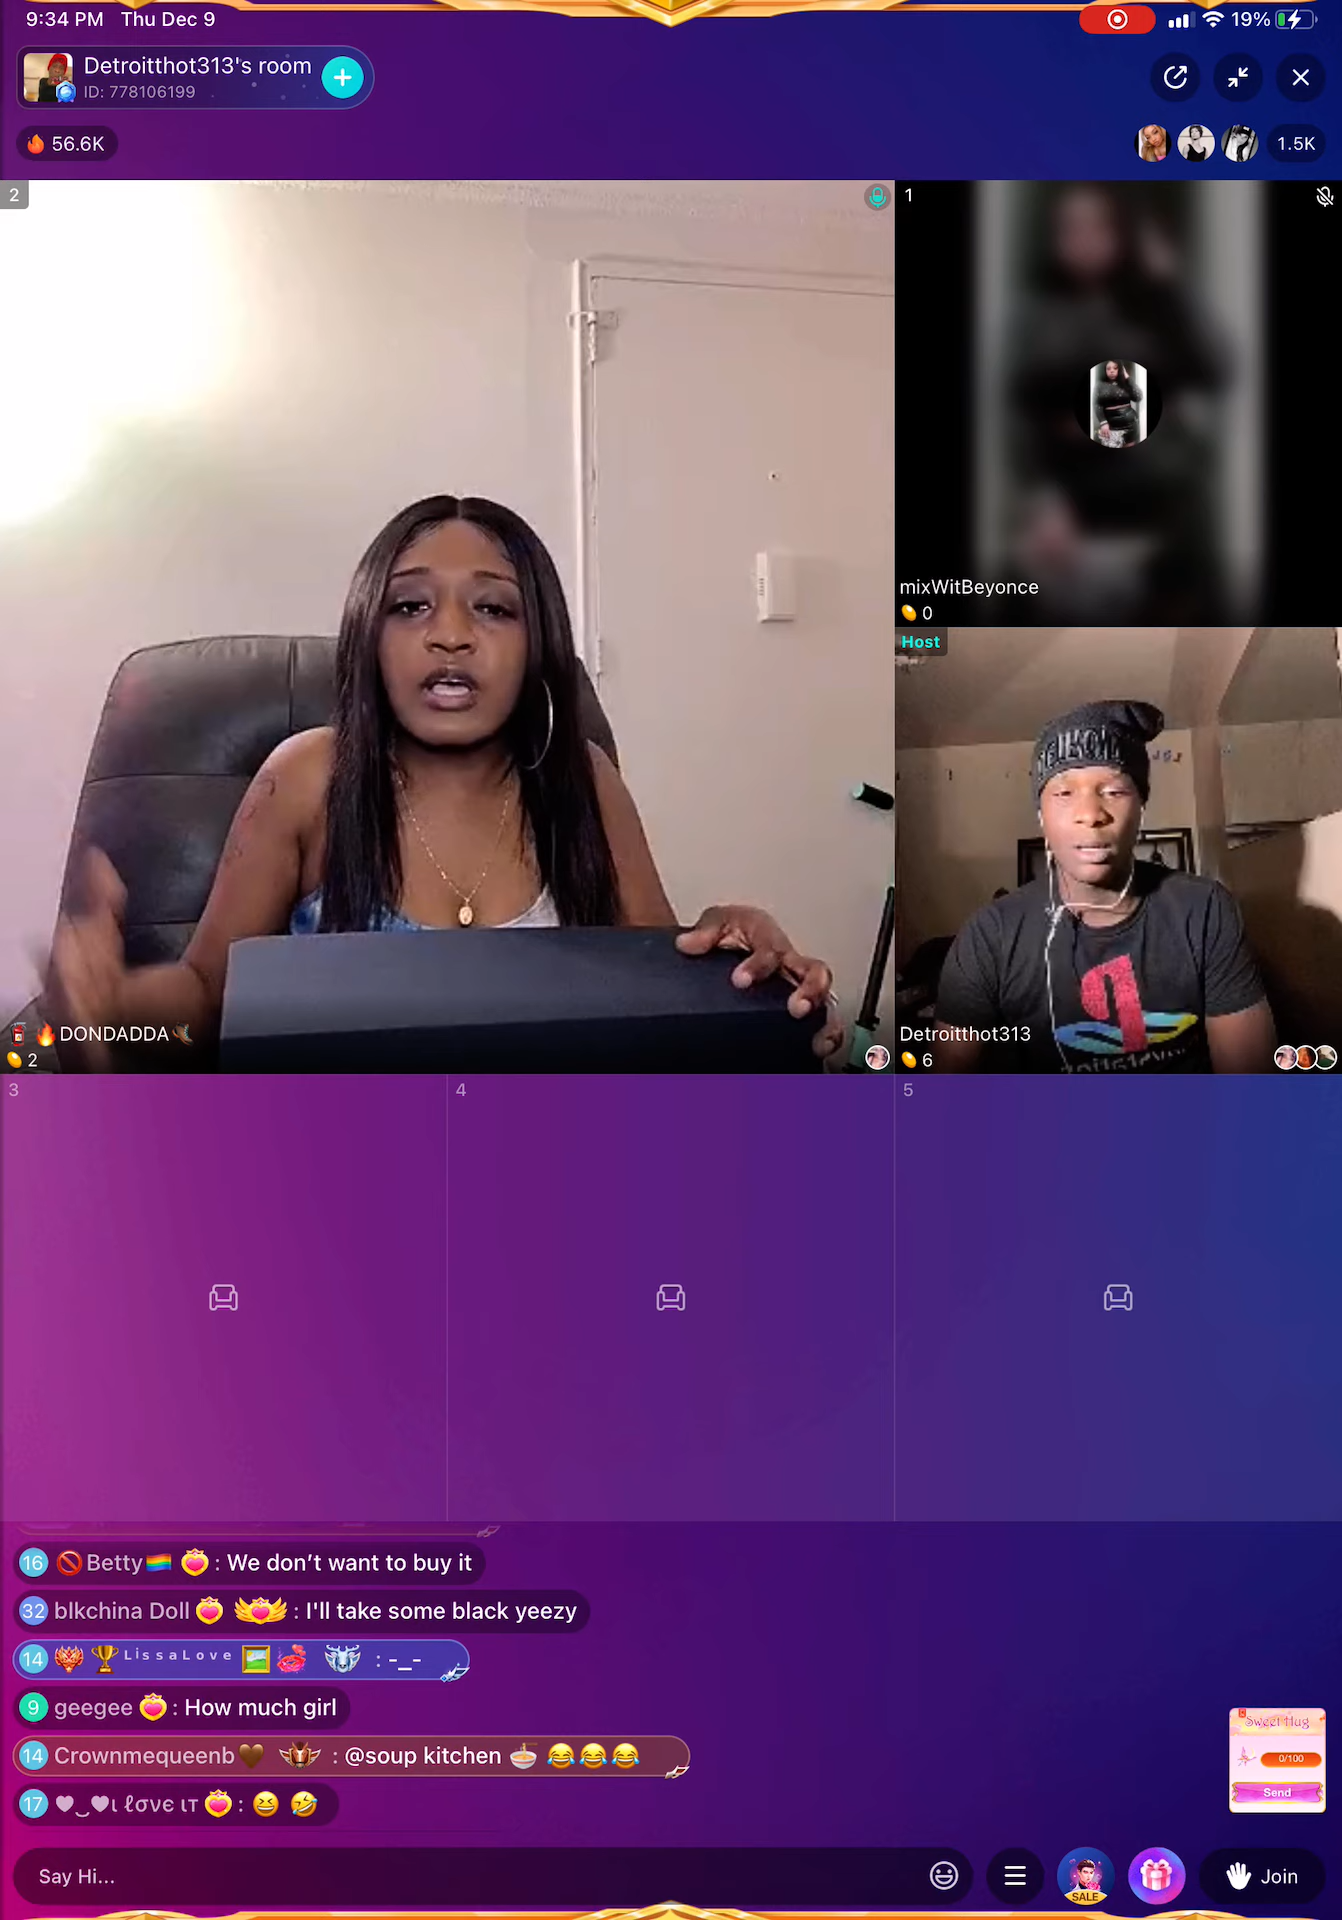 9:34 PM Thu Dec 9
19%
Detroitthot313's room
ID: 778106199
56.6K
1.5K
2
1
mixWitBeyonce
0
Host
DONDADDA
2
Detroitthot313
6
3
4
5
16 Betty : We don't want to buy it
32 blkchina Doll : I'll take some black yeezy
14 ᴸⁱˢˢᵃᴸᵒᵛᵉ : -_-
9 geegee : How much girl
14 Crownmequeenb : @soup kitchen
17 ♥‿♥ι ℓσνє ιт :
Sweet Hug
0/100
Send
Say Hi...
SALE
Join